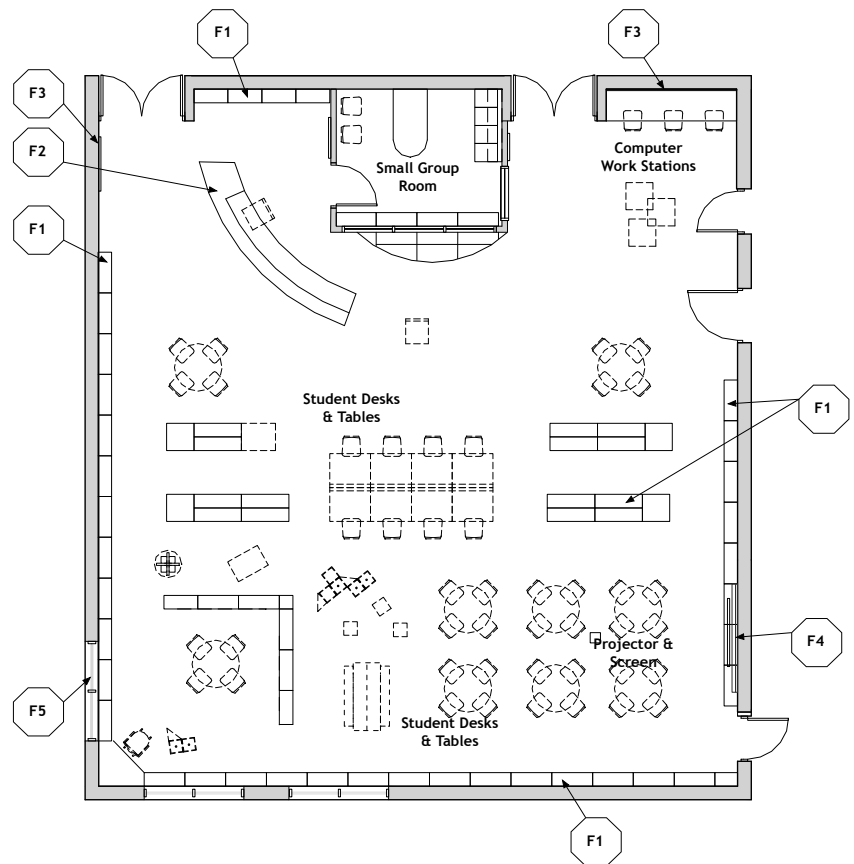 F1
F3
F3
F2
Computer
Work Stations
Small Group
Room
F1
Student Desks
& Tables
F1
Projector &
Screen
F4
F5
Student Desks
& Tables
F1